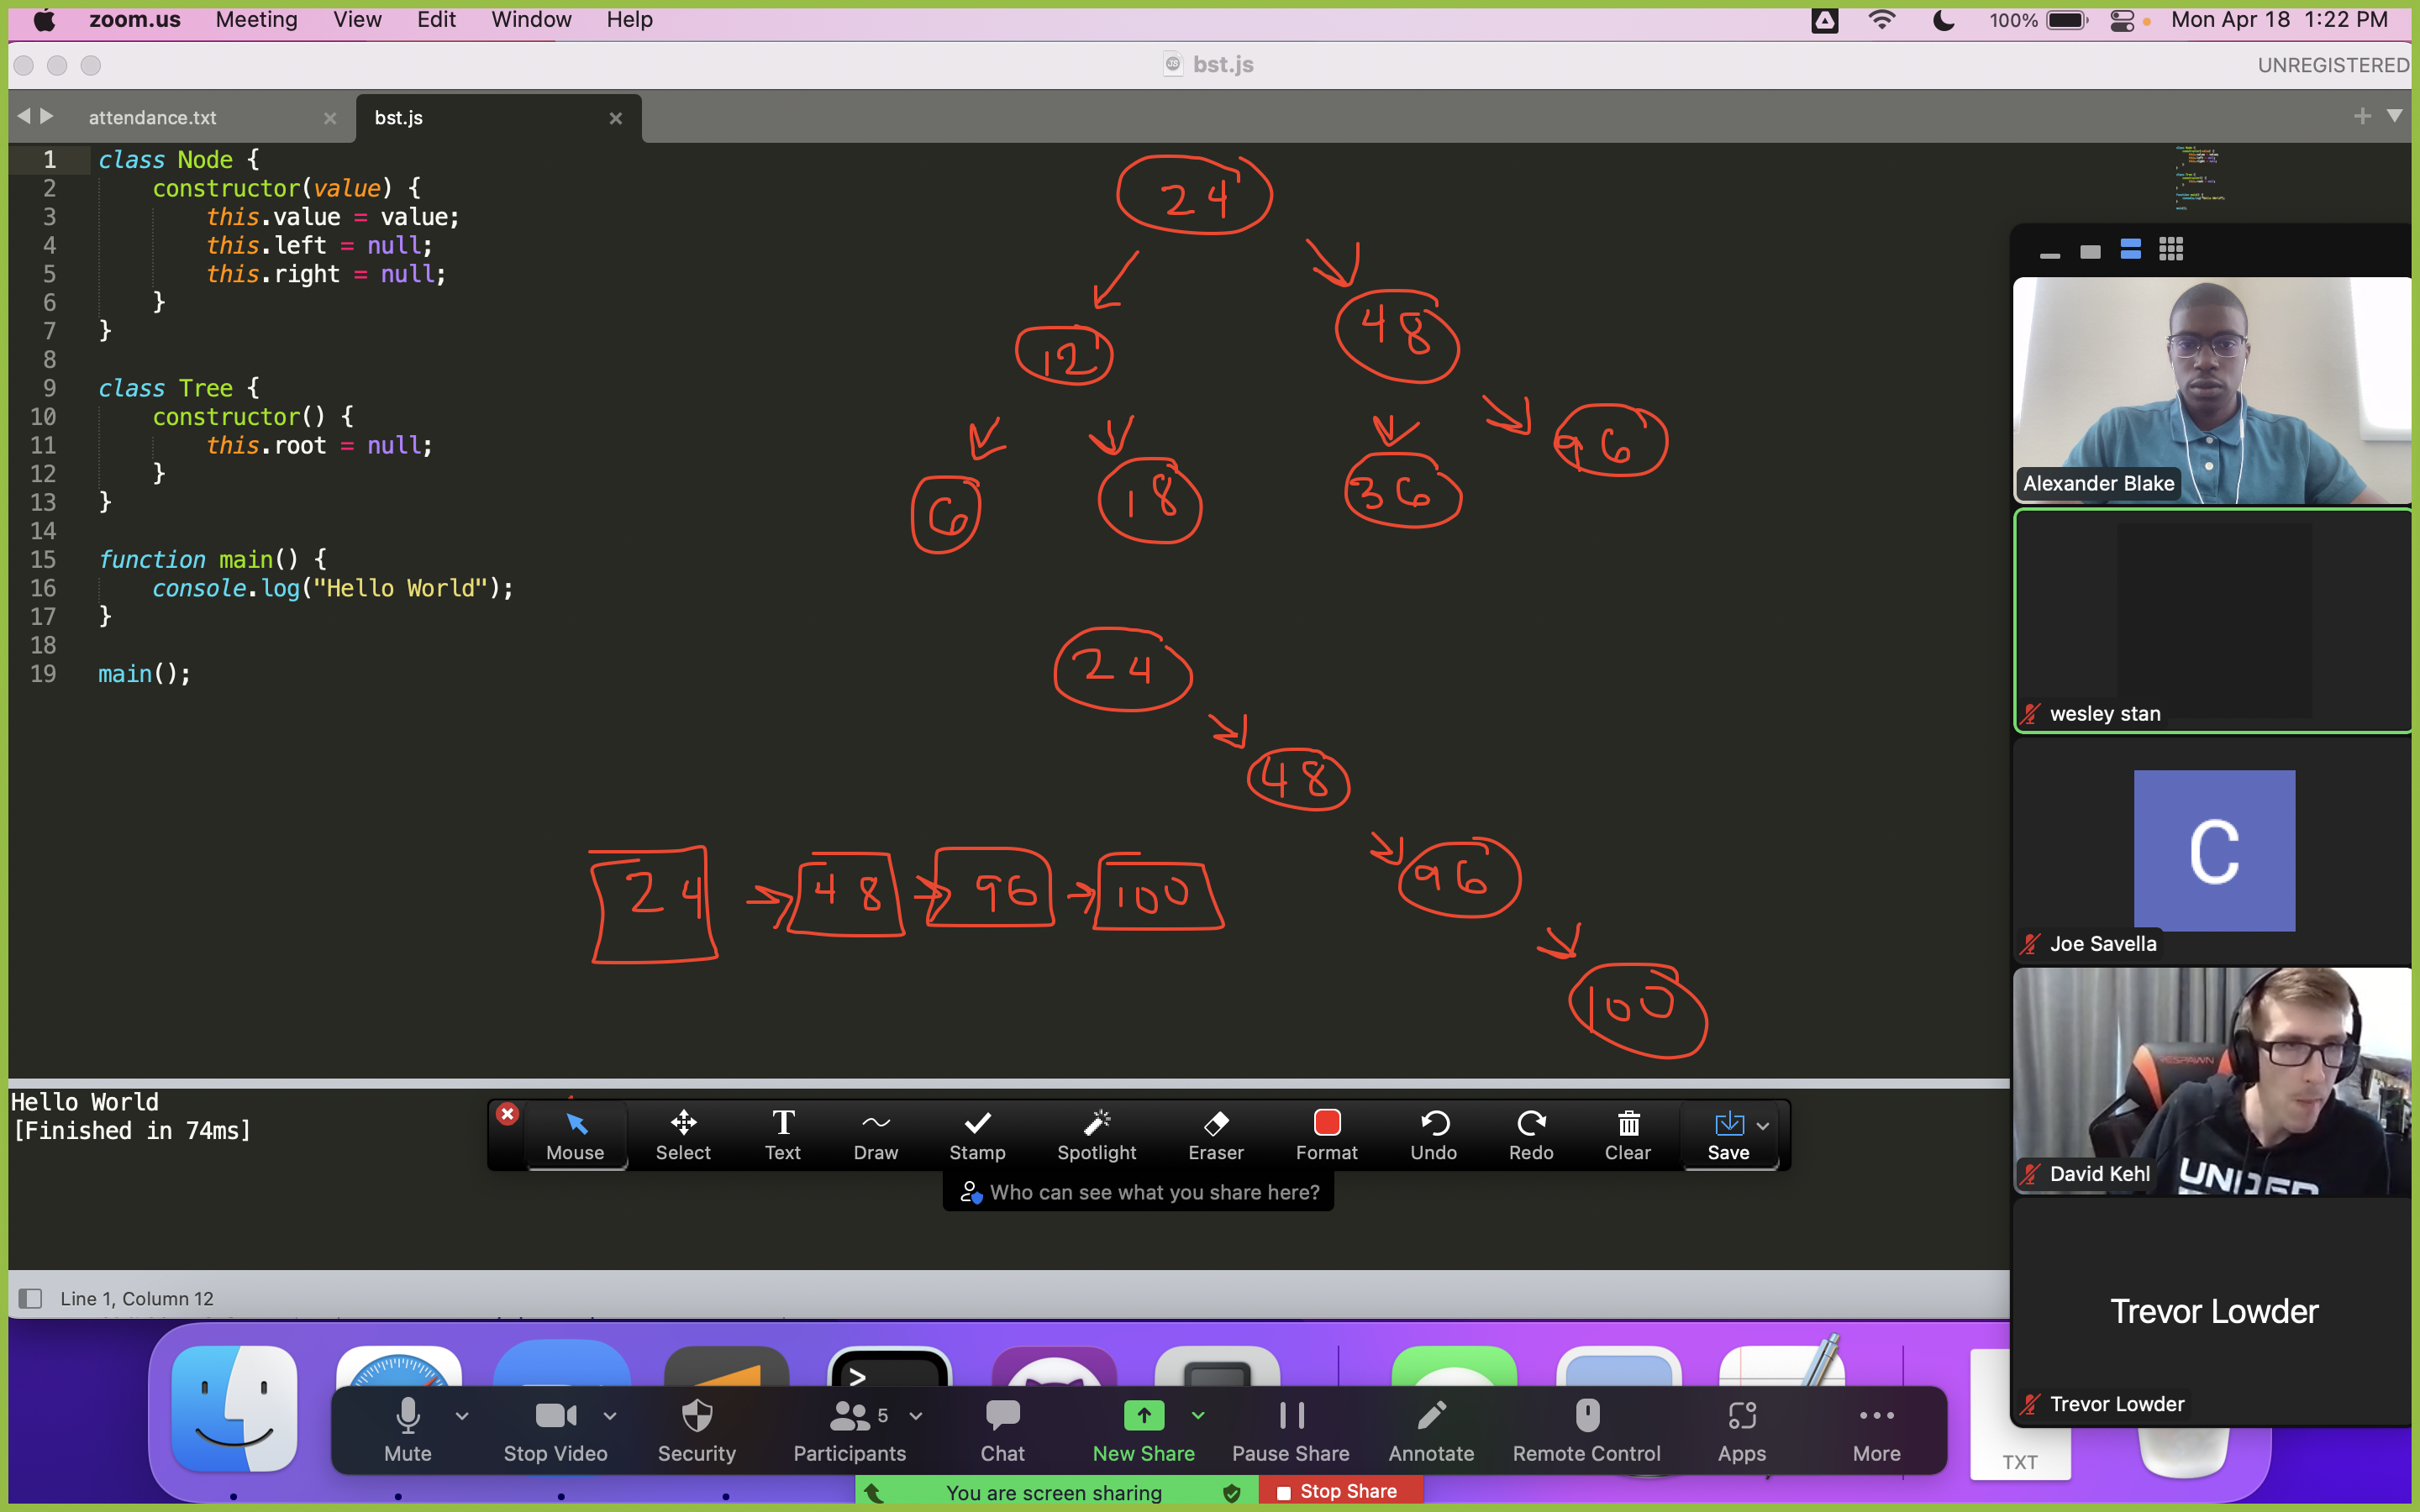 zoom.us Meeting View Edit Window Help 100% Mon Apr 18 1:22 PM
bst.js UNREGISTERED
attendance.txt bst.js
1 class Node {
2 constructor(value) {
3 this.value = value;
4 this.left = null;
5 this.right = null;
6 }
7 }
8
9 class Tree {
10 constructor() {
11 this.root = null;
12 }
13 }
14
15 function main() {
16 console.log("Hello World");
17 }
18
19 main();
24
12 48
6 18 36 96
24
48
96
100
24 48 96 100
Alexander Blake
wesley stan
C
Joe Savella
RESPAWN
UNDER
David Kehl
Trevor Lowder
Trevor Lowder
Hello World
[Finished in 74ms]
Mouse Select Text Draw Stamp Spotlight Eraser Format Undo Redo Clear Save
Who can see what you share here?
Line 1, Column 12
5
Mute Stop Video Security Participants Chat New Share Pause Share Annotate Remote Control Apps More
TXT
You are screen sharing Stop Share